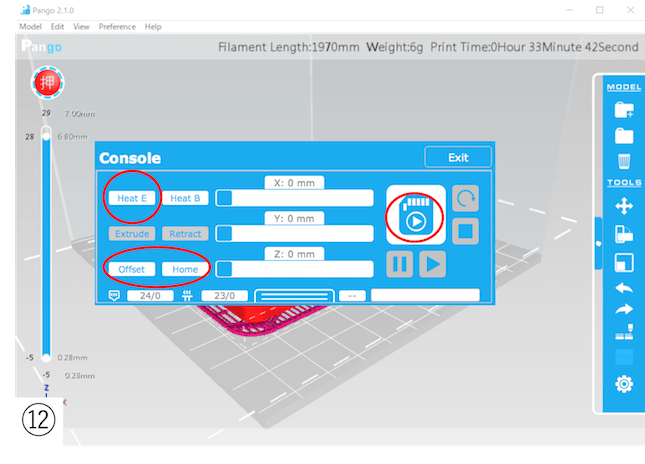 Pango 2.1.0
Model Edit View Preference Help
Pango
Filament Length:1970mm Weight:6g Print Time:0Hour 33Minute 42Second
押
29 7.00mm
28 6.80mm
MODEL
TOOLS
Console
Exit
Heat E Heat B
X: 0 mm
Extrude Retract
Y: 0 mm
Offset Home
Z: 0 mm
24/0 23/0 --
-5 0.28mm
-5 0.28mm
Z
X
⑫